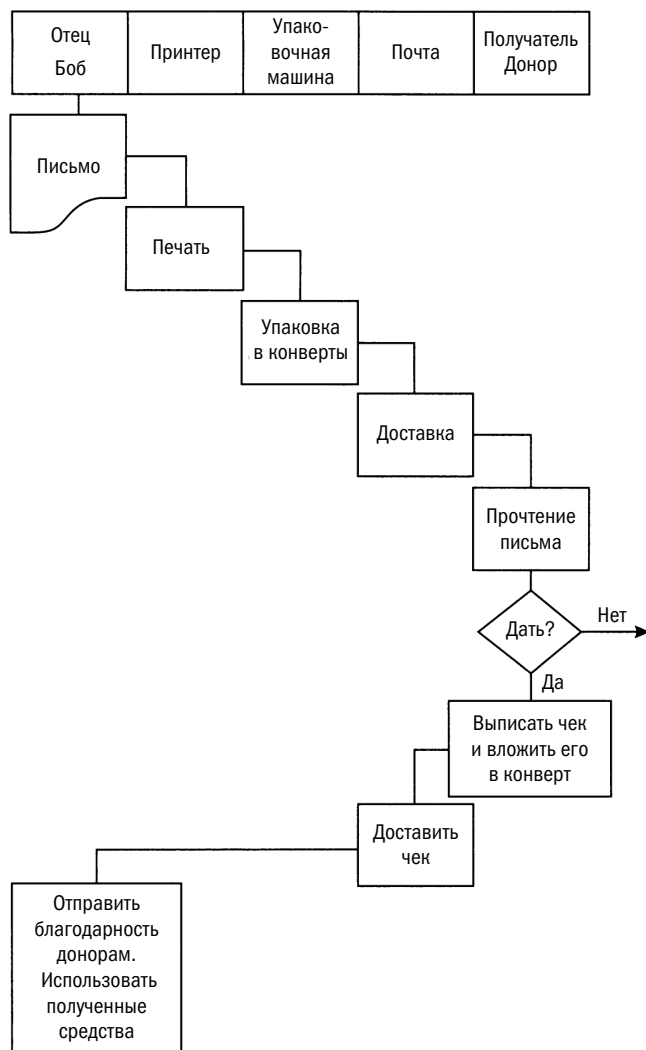 Отец
Боб
Принтер
Упако-
вочная
машина
Почта
Получатель
Донор
Письмо
Печать
Упаковка
в конверты
Доставка
Прочтение
письма
Дать?
Нет
Да
Выписать чек
и вложить его
в конверт
Доставить
чек
Отправить
благодарность
донорам.
Использовать
полученные
средства